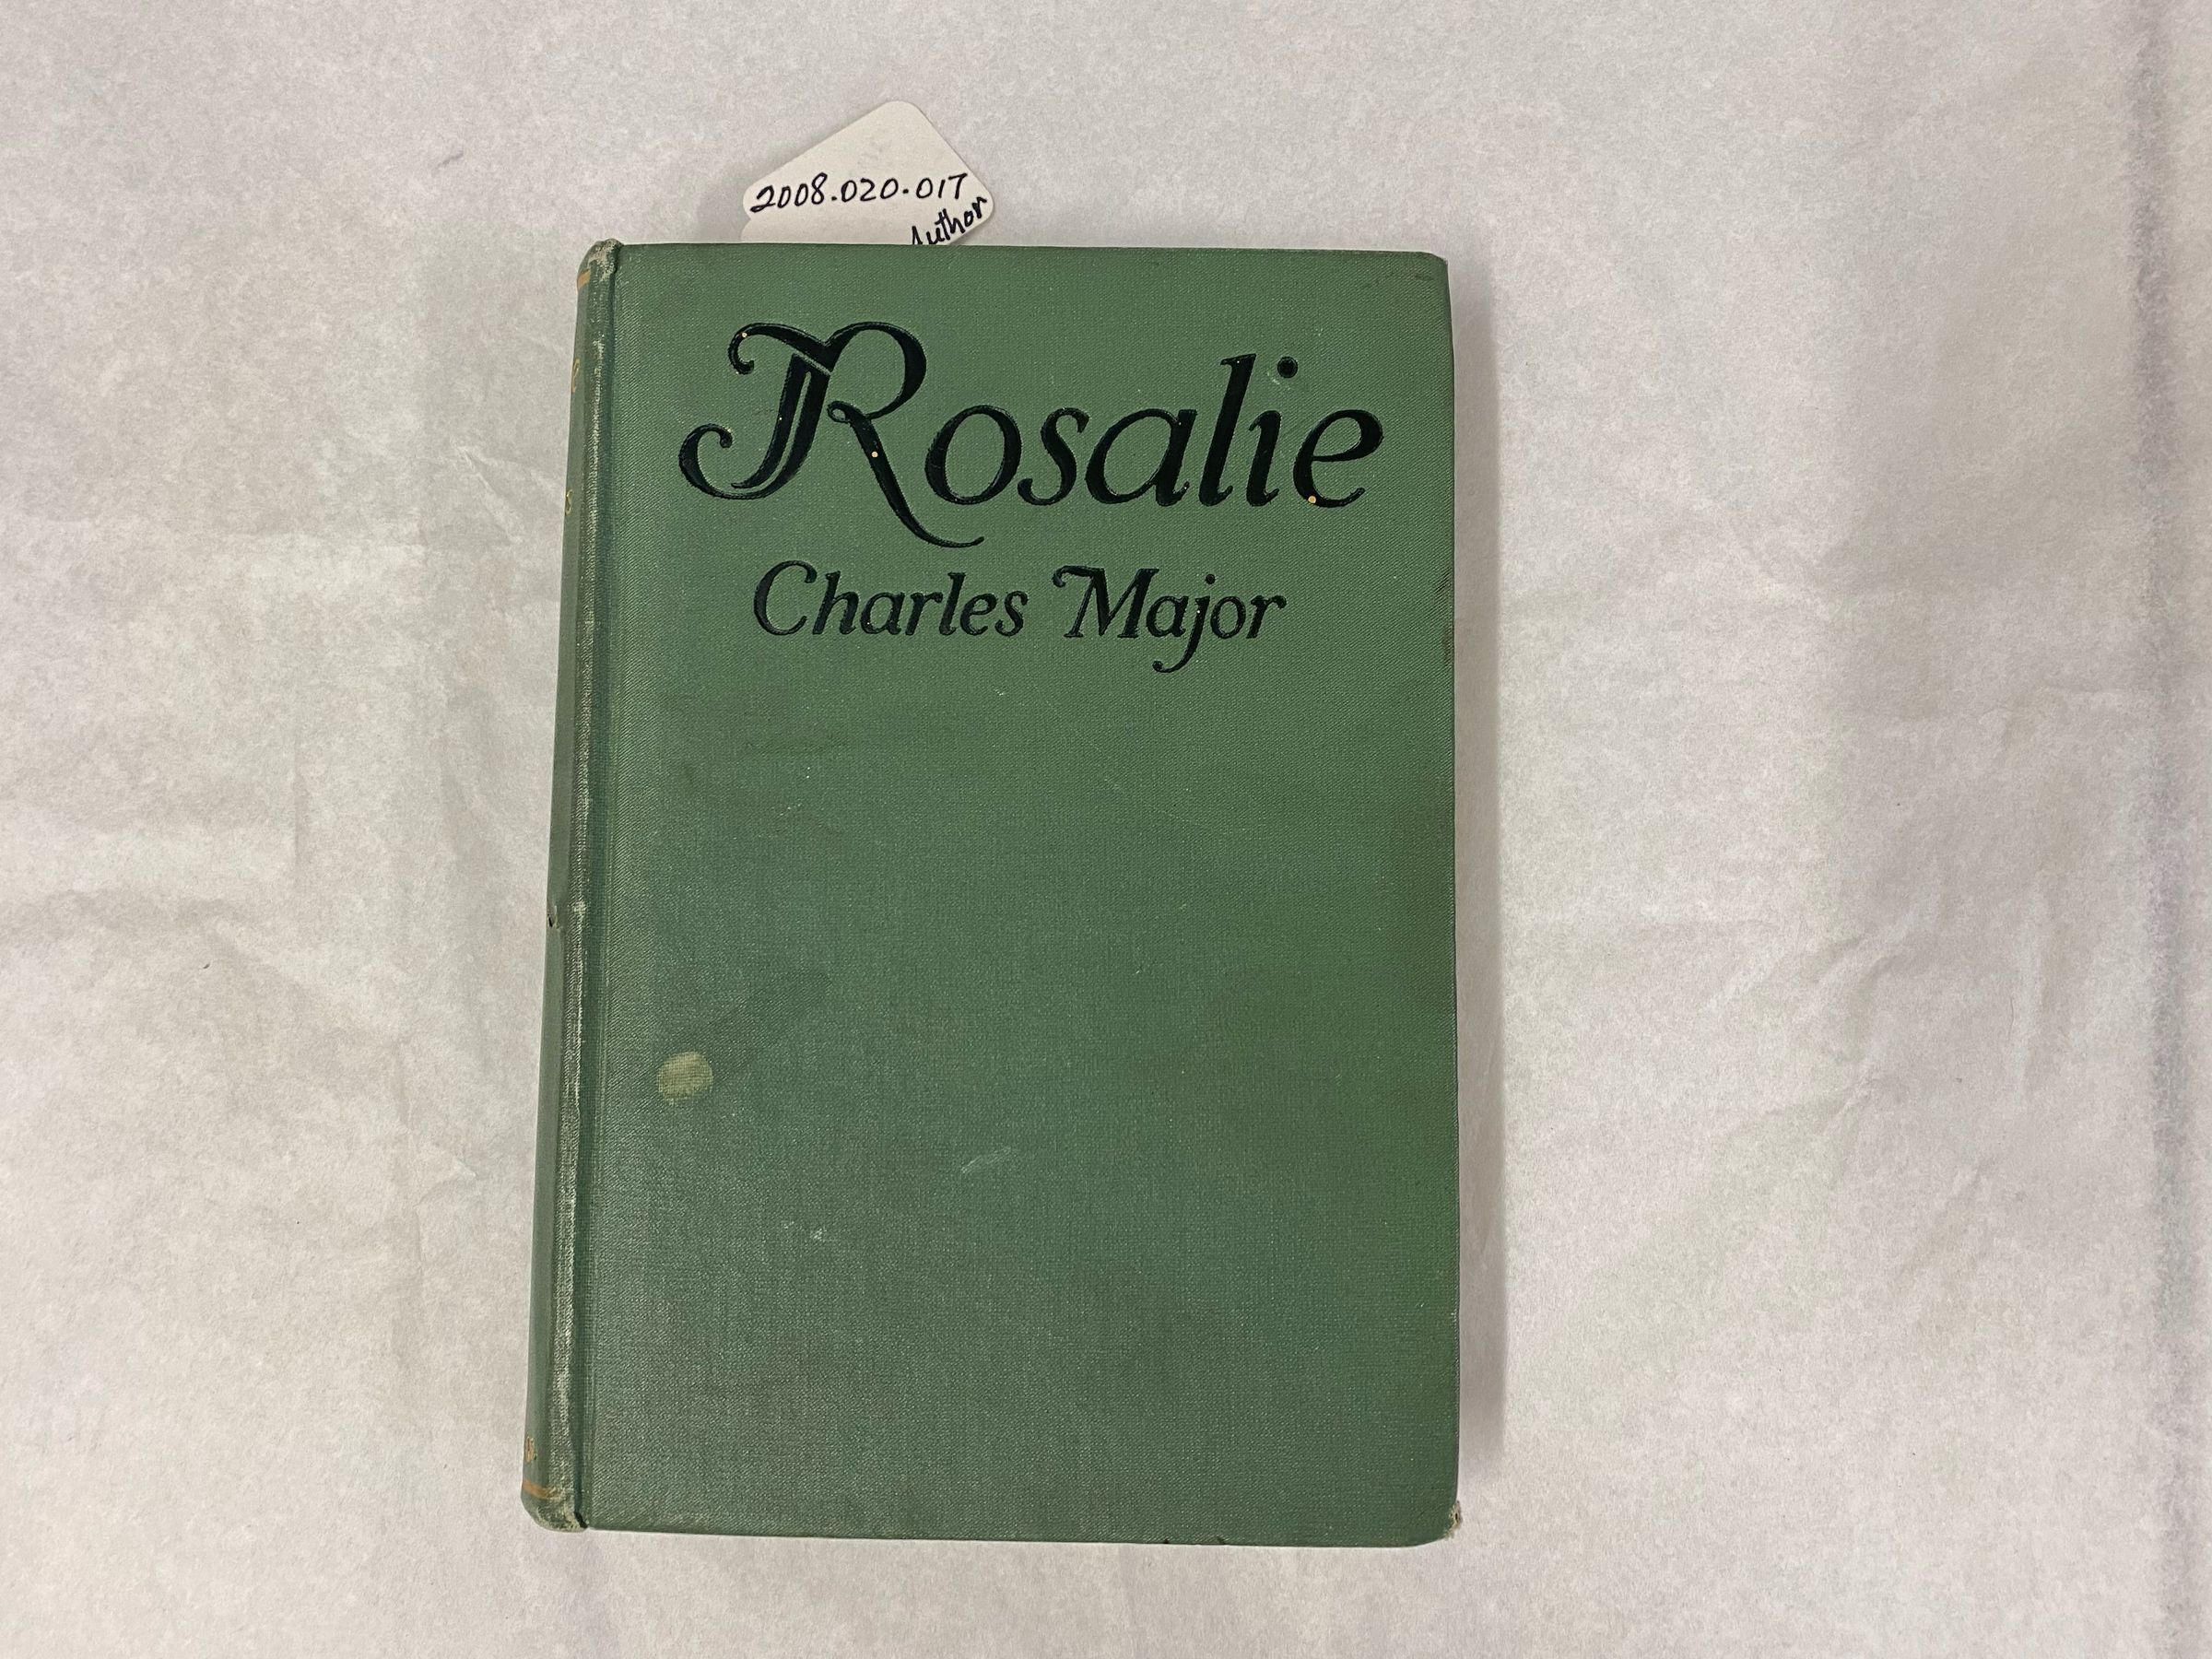 2008.020.017
Author
Rosalie
Charles Major